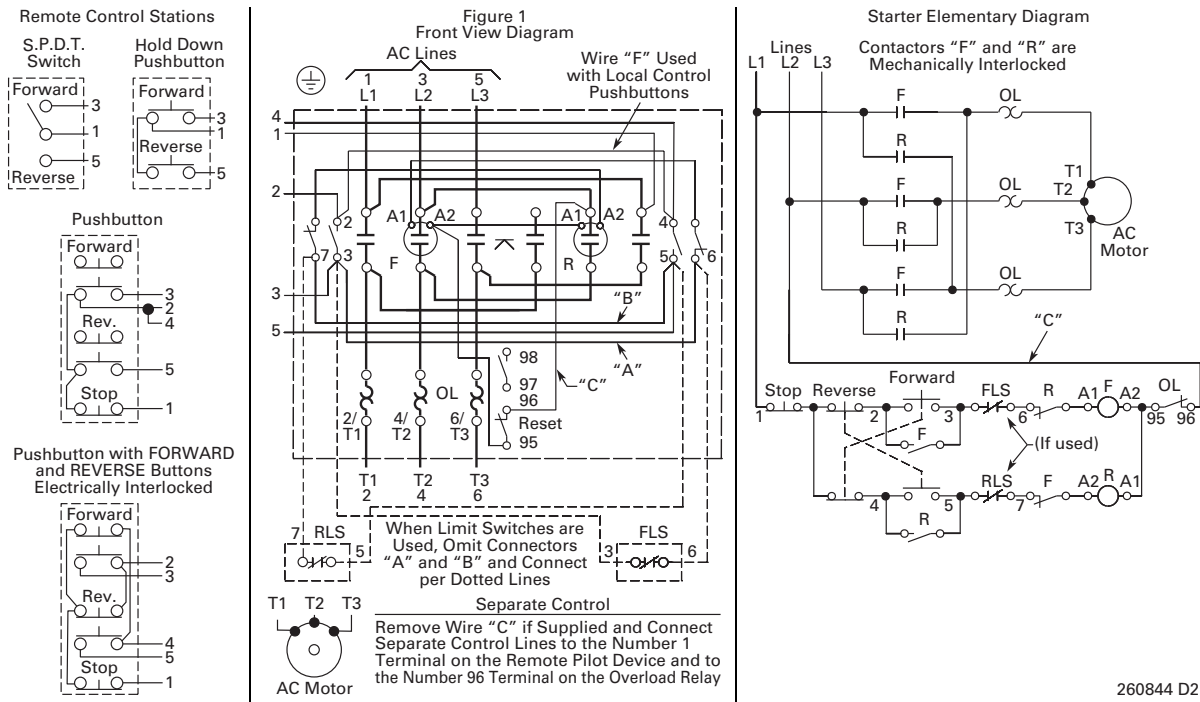 Remote Control Stations
S.P.D.T.
Switch
Forward
3
1
5
Reverse
Hold Down
Pushbutton
Forward
3
1
Reverse
5
Pushbutton
Forward
3
2
4
Rev.
5
Stop
1
Pushbutton with FORWARD
and REVERSE Buttons
Electrically Interlocked
Forward
2
3
Rev.
4
5
Stop
1
Figure 1
Front View Diagram
AC Lines
1 3 5
L1 L2 L3
Wire “F” Used
with Local Control
Pushbuttons
4
1
2
2 A1 A2 A1 A2 4
7 3 F R 5 6
3
“B”
5
“A”
“C”
98
97
96
Reset
95
OL
2/ 4/ 6/
T1 T2 T3
T1 T2 T3
2 4 6
7 RLS 5
When Limit Switches are
Used, Omit Connectors
“A” and “B” and Connect
per Dotted Lines
FLS
3 6
T1 T2 T3
AC Motor
Separate Control
Remove Wire “C” if Supplied and Connect
Separate Control Lines to the Number 1
Terminal on the Remote Pilot Device and to
the Number 96 Terminal on the Overload Relay
Starter Elementary Diagram
Lines
L1 L2 L3
Contactors “F” and “R” are
Mechanically Interlocked
F OL
R
T1
F OL T2
R
T3
AC
Motor
F OL
R
“C”
Stop Reverse Forward FLS R A1 F A2 OL
1 2 3 6 95 96
F
(If used)
RLS F A2 R A1
4 5 7
R
260844 D2